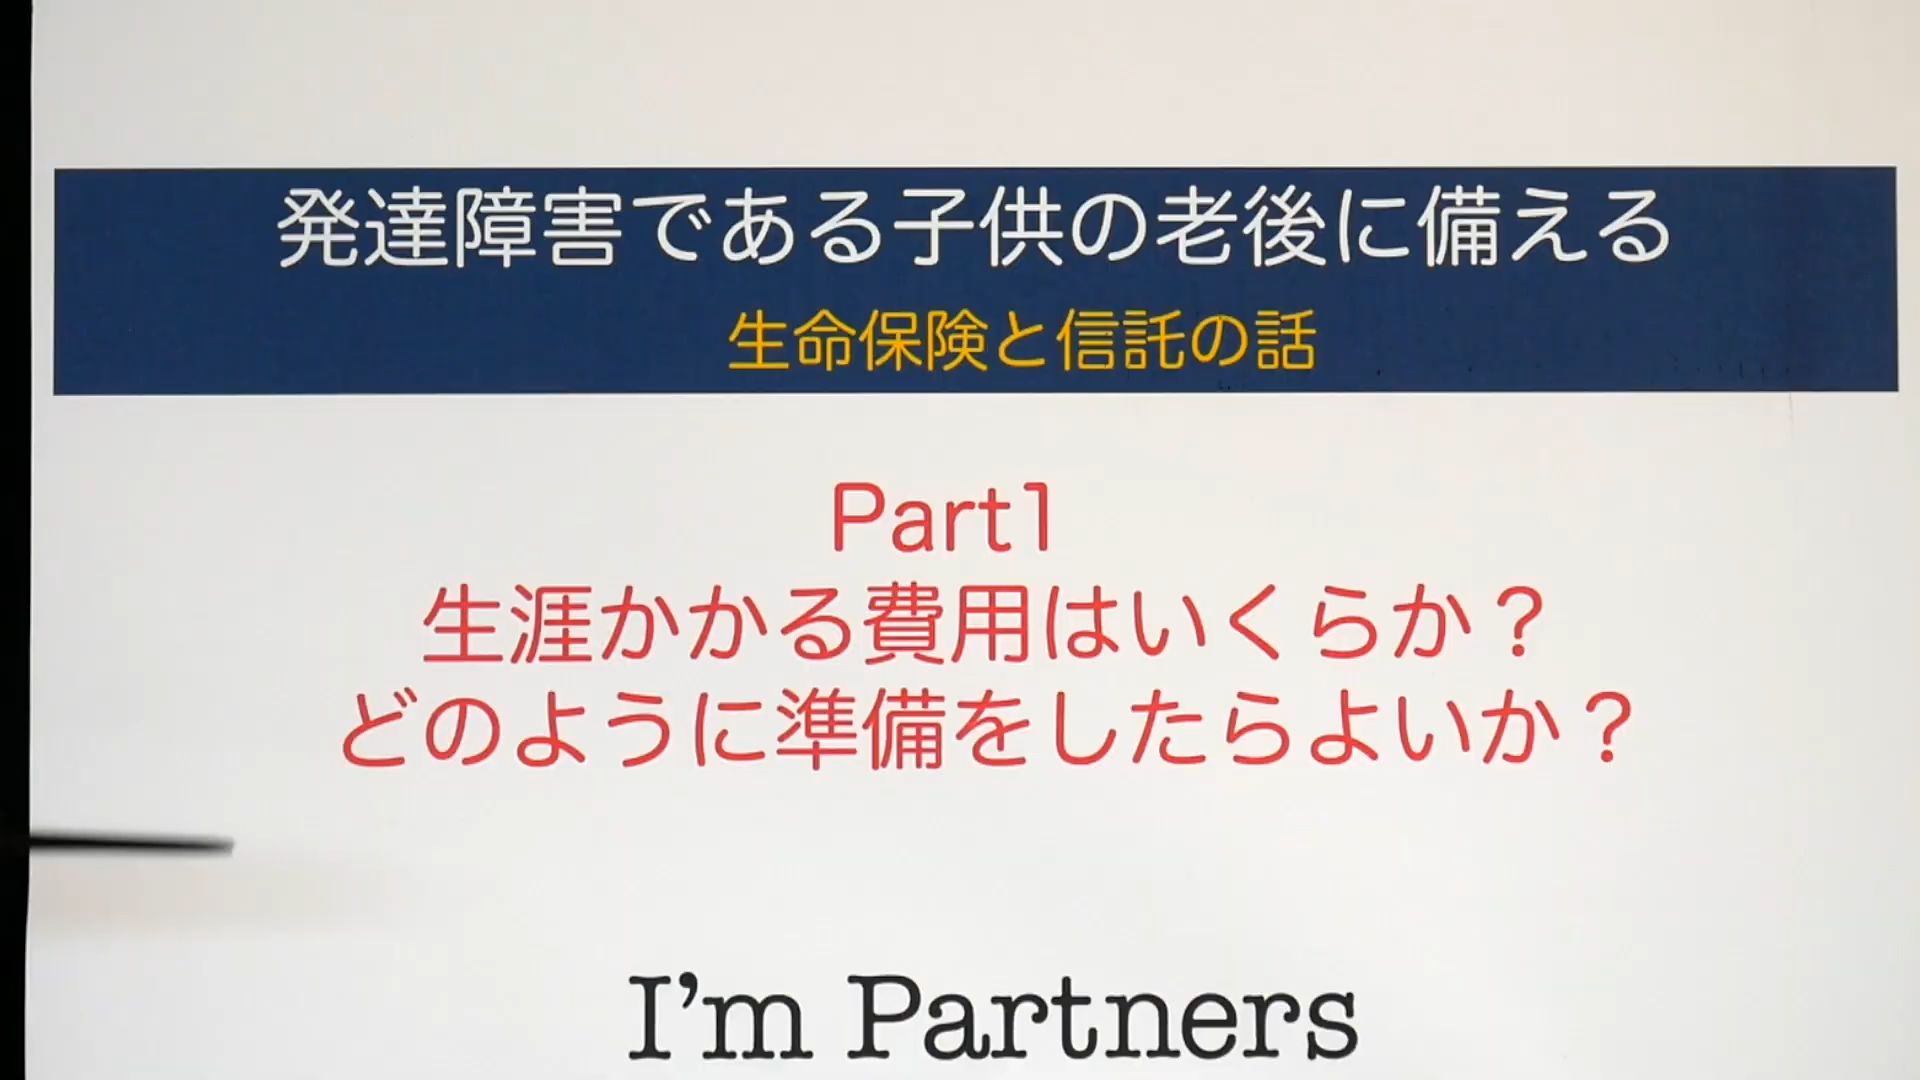 発達障害である子供の老後に備える
生命保険と信託の話
Part1
生涯かかる費用はいくらか？
どのように準備をしたらよいか？
I'm Partners